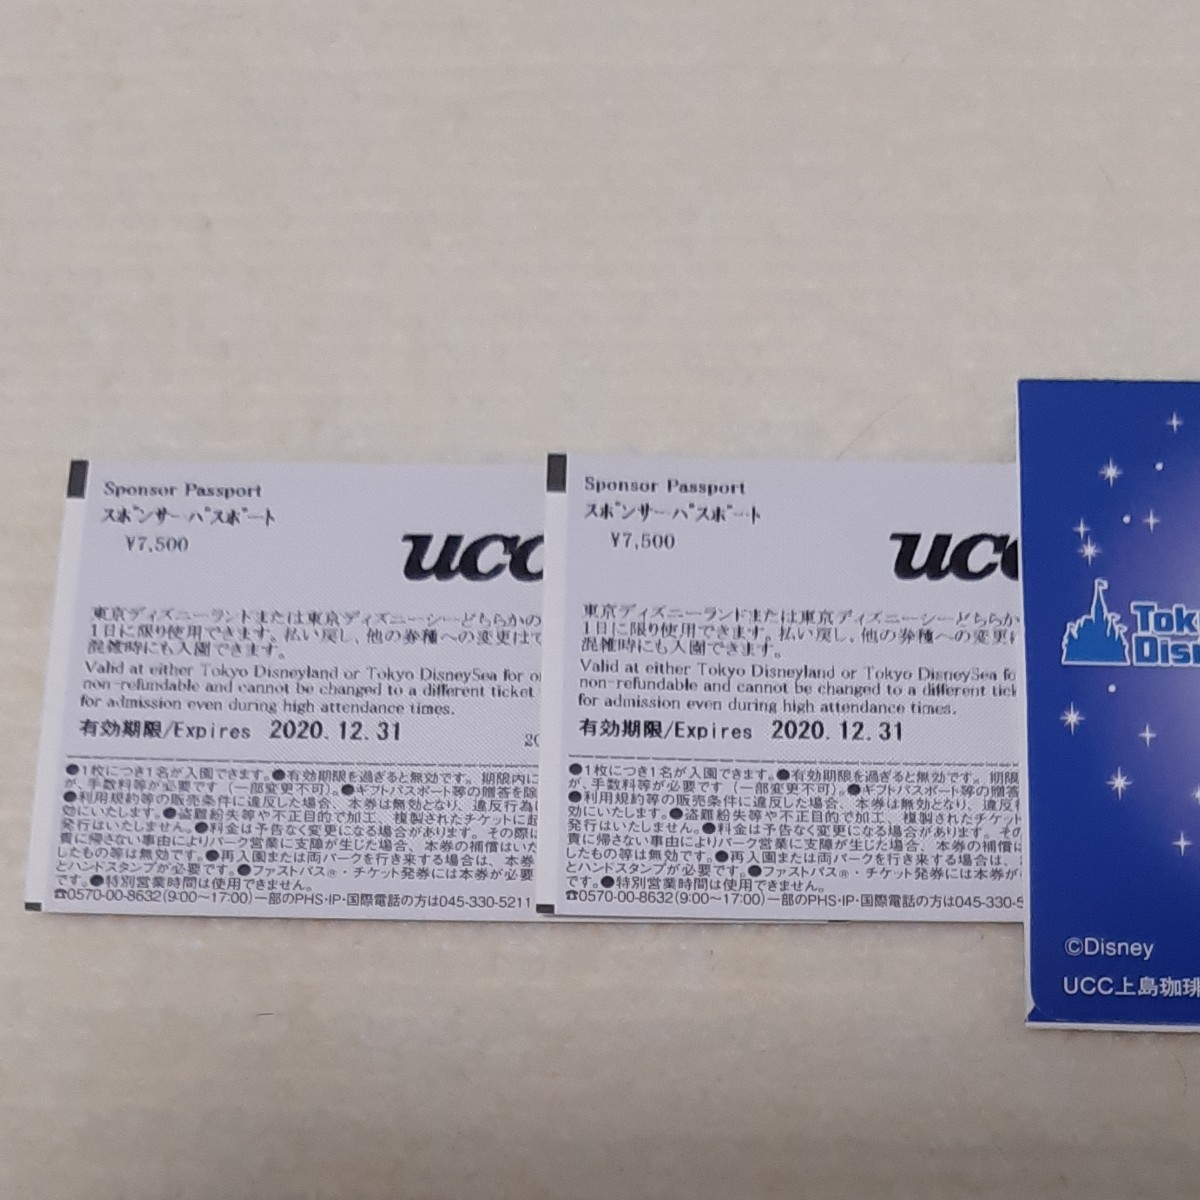 Sponsor Passport
スポンサーパスポート
¥7,500
ucc
東京ディズニーランドまたは東京ディズニーシーどちらかの
1日に限り使用できます。払い戻し、他の券種への変更はで
混雑時にも入園できます。
Valid at either Tokyo Disneyland or Tokyo DisneySea for o
non-refundable and cannot be changed to a different ticket
for admission even during high attendance times.
有効期限/Expires 2020.12.31
20
●1枚につき1名が入園できます。●有効期限を過ぎると無効です。期限内に
が、手数料等が必要です（一部変更不可）。●ギフトパスポート等の贈答を除
●利用規約等の販売条件に違反した場合、本券は無効となり、違反行為に
効にいたします。●盗難紛失等や不正目的で加工、複製されたチケットに起
発行はいたしません。●料金は予告なく変更になる場合があります。その際に
責に帰さない事由によりパーク営業に支障が生じた場合、本券の補償はいた
したもの等は無効です。●再入園または両パークを行き来する場合は、本券
とハンドスタンプが必要です。●ファストパス®・チケット発券には本券が必要
です。●特別営業時間は使用できません。
☎0570-00-8632(9:00〜17:00)一部のPHS・IP・国際電話の方は045-330-5211
Sponsor Passport
スポンサーパスポート
¥7,500
uc
東京ディズニーランドまたは東京ディズニーシーどちらか
1日に限り使用できます。払い戻し、他の券種への変更は
混雑時にも入園できます。
Valid at either Tokyo Disneyland or Tokyo DisneySea fo
non-refundable and cannot be changed to a different tick
for admission even during high attendance times.
有効期限/Expires 2020.12.31
●1枚につき1名が入園できます。●有効期限を過ぎると無効です。期限
が、手数料等が必要です（一部変更不可）。●ギフトパスポート等の贈答
●利用規約等の販売条件に違反した場合、本券は無効となり、違反行
効にいたします。●盗難紛失等や不正目的で加工、複製されたチケット
発行はいたしません。●料金は予告なく変更になる場合があります。その
責に帰さない事由によりパーク営業に支障が生じた場合、本券の補償は
したもの等は無効です。●再入園または両パークを行き来する場合は、
とハンドスタンプが必要です。●ファストパス®・チケット発券には本券が
です。●特別営業時間は使用できません。
☎0570-00-8632(9:00〜17:00)一部のPHS・IP・国際電話の方は045-330-5
Tok
Disn
©Disney
UCC上島珈琲